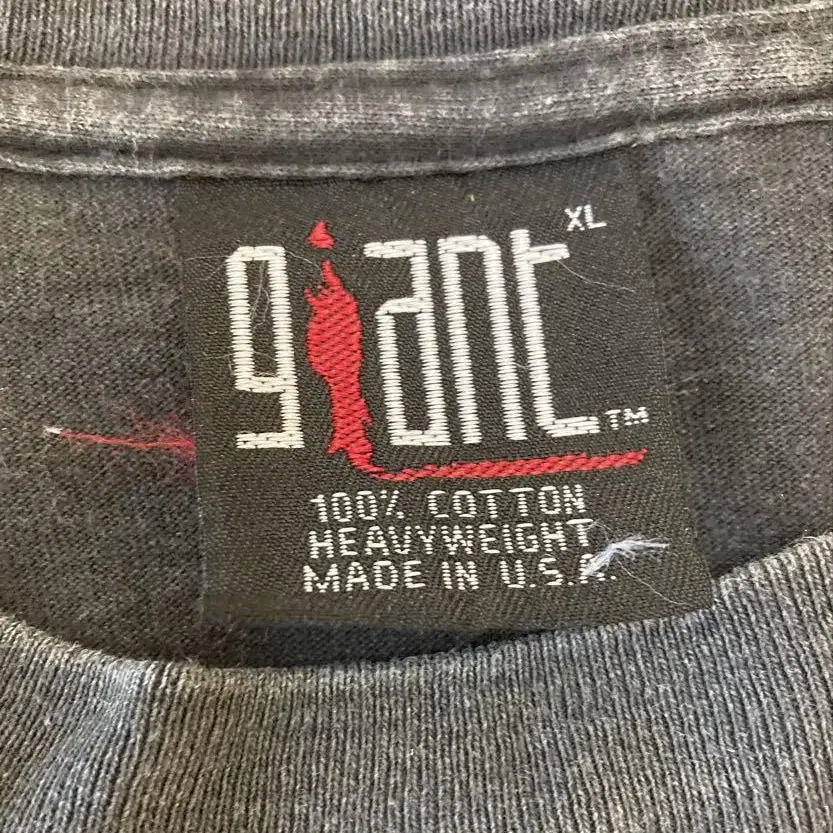 XL
giant™
100% COTTON
HEAVYWEIGHT
MADE IN U.S.A.